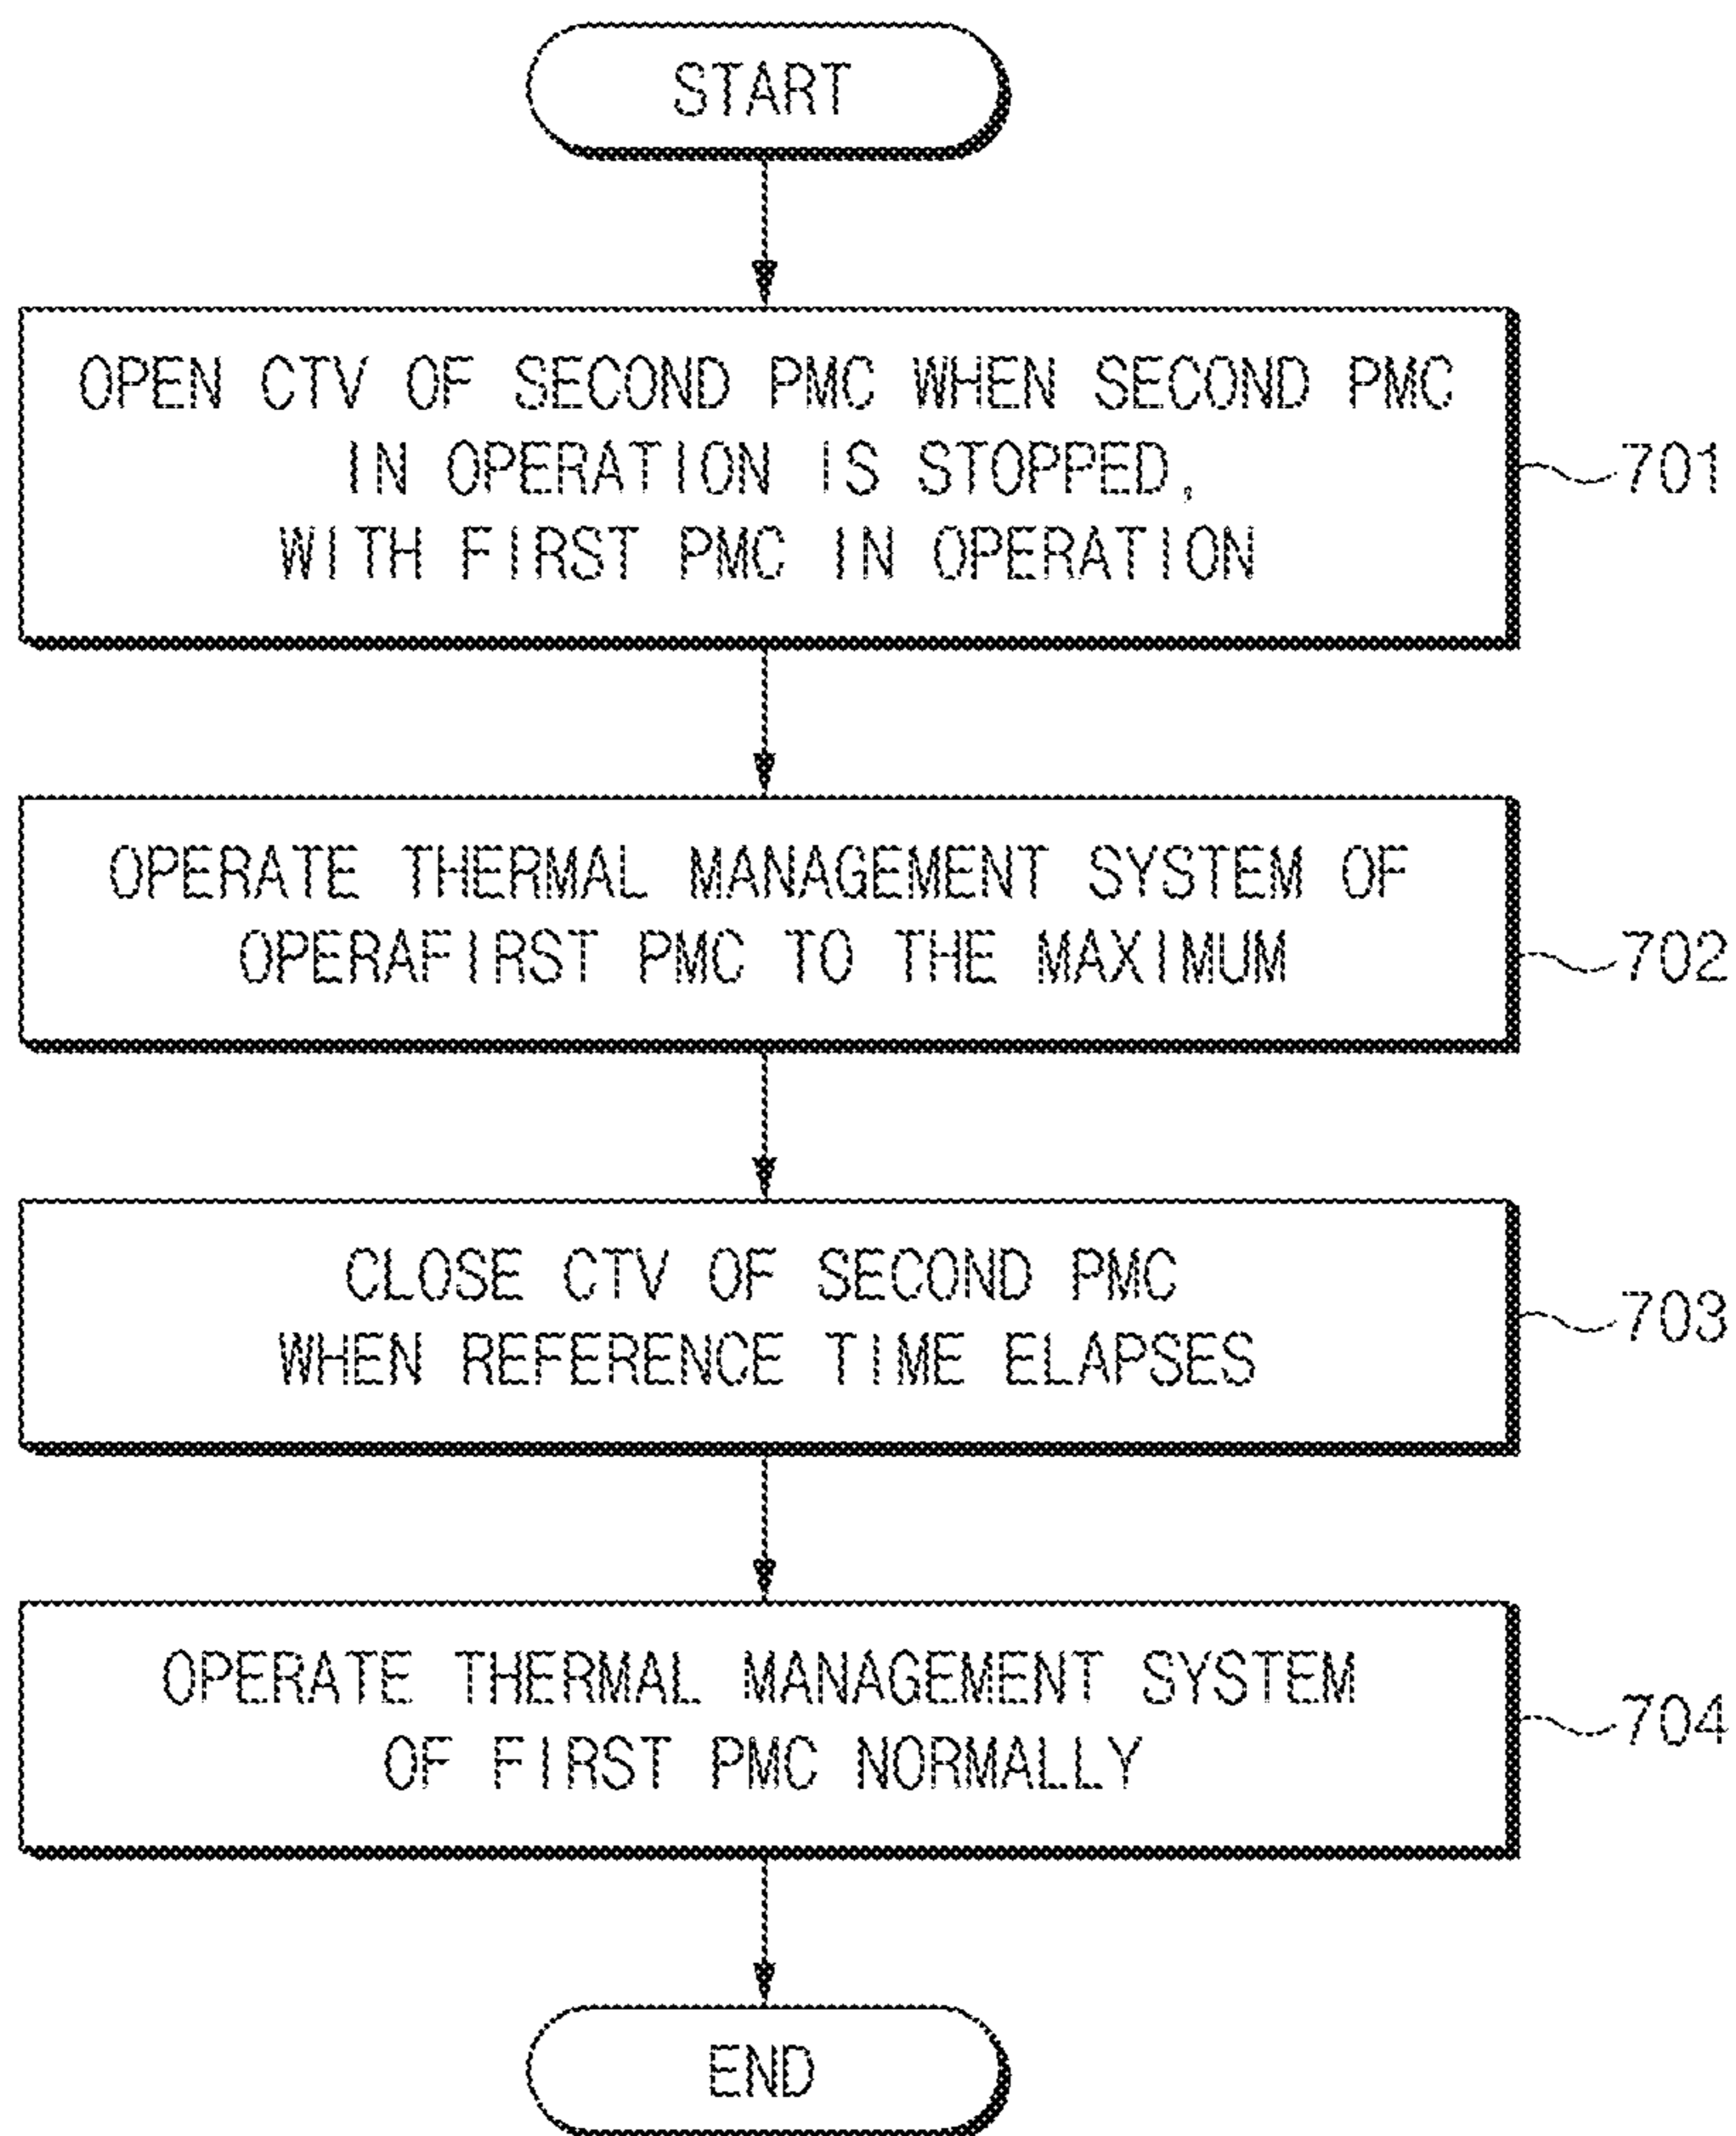 START
OPEN CTV OF SECOND PMC WHEN SECOND PMC
IN OPERATION IS STOPPED,
WITH FIRST PMC IN OPERATION
701
OPERATE THERMAL MANAGEMENT SYSTEM OF
OPERAFIRST PMC TO THE MAXIMUM
702
CLOSE CTV OF SECOND PMC
WHEN REFERENCE TIME ELAPSES
703
OPERATE THERMAL MANAGEMENT SYSTEM
OF FIRST PMC NORMALLY
704
END